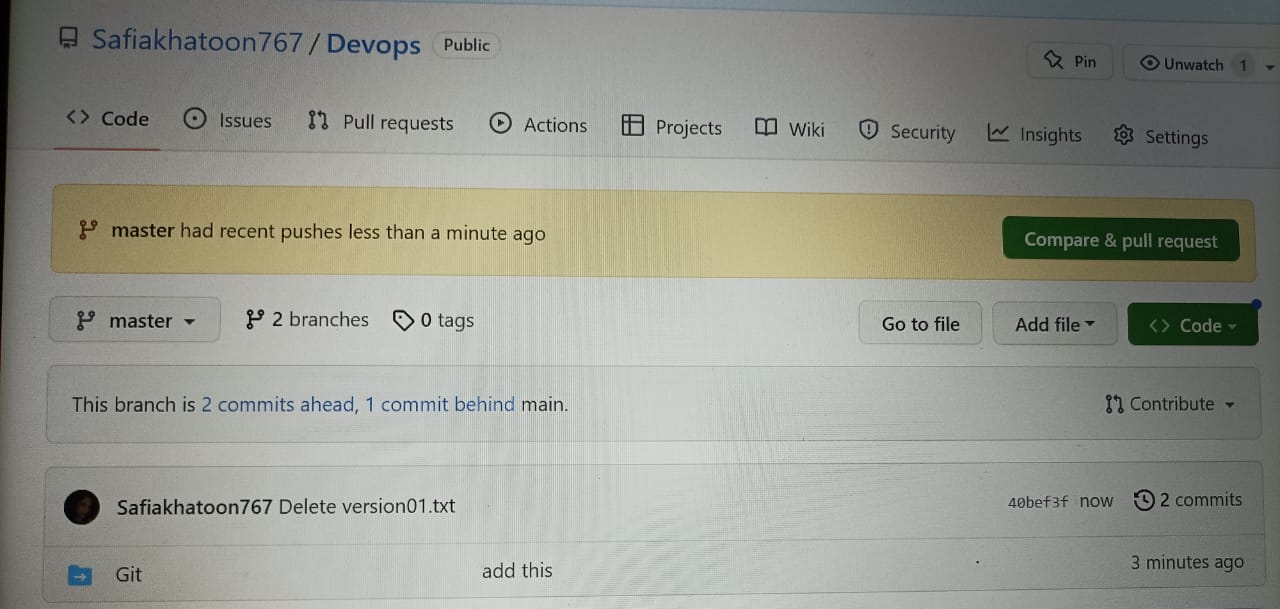 Safiakhatoon767 / Devops Public
Pin Unwatch 1
Code Issues Pull requests Actions Projects Wiki Security Insights Settings
master had recent pushes less than a minute ago Compare & pull request
master 2 branches 0 tags Go to file Add file Code
This branch is 2 commits ahead, 1 commit behind main. Contribute
Safiakhatoon767 Delete version01.txt 40bef3f now 2 commits
Git add this 3 minutes ago